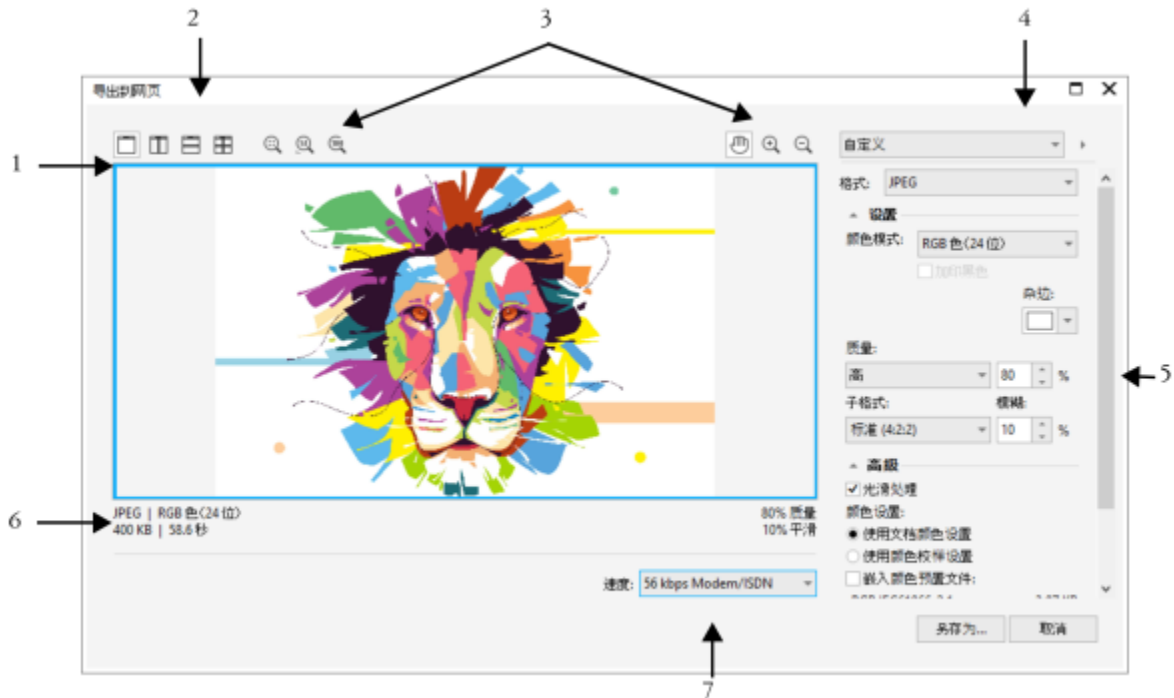 2
3
4
导出到网页
1
自定义
格式: JPEG
设置
颜色模式: RGB 色(24 位)
加印黑色
杂边:
质量:
高 80 %
5
子格式: 模糊:
标准 (4:2:2) 10 %
高级
光滑处理
6
JPEG | RGB 色(24 位) 80% 质量
400 KB | 58.6 秒 10% 平滑
颜色设置:
使用文档颜色设置
使用颜色校样设置
速度: 56 kbps Modem/ISDN
嵌入颜色预置文件:
另存为... 取消
7